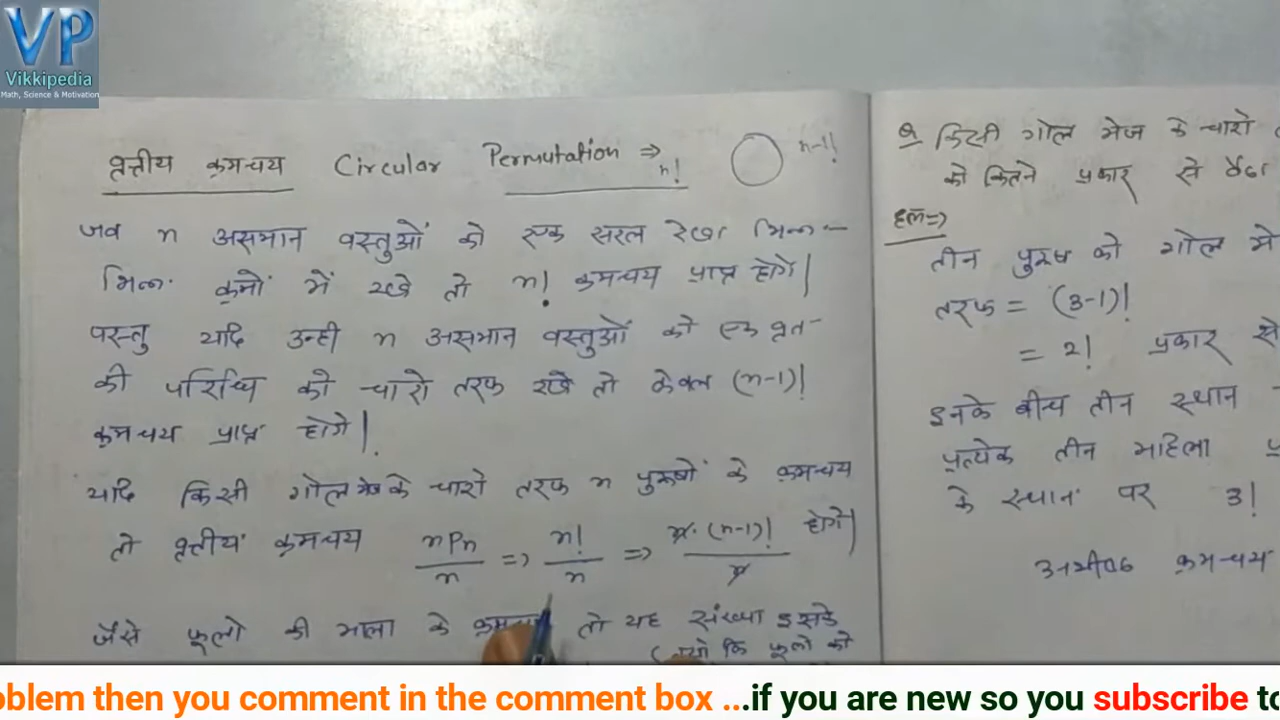 VP
Vikkipedia
Math, Science & Motivation
वृत्तीय क्रमचय Circular Permutation ⇒ n! n-1!
जब n असमान वस्तुओं को एक सरल रेखा भिन्न-
भिन्न क्रमों में रखे तो n! क्रमचय प्राप्त होंगे|
परन्तु यदि उन्ही n असमान वस्तुओं को एक वृत-
की परिधि को चारो तरफ रखे तो केवल (n-1)!
क्रमचय प्राप्त होगे|
यदि किसी गोल मेज के चारो तरफ n पुरूषों के क्रमचय
तो वृत्तीय क्रमचय nPn/n => n!/n => n·(n-1)!/n होगे|
जैसे फूलो की माला के तो यह संख्या इसके
(क्यो कि फूलो को
Q किसी गोल मेज के चारो
को कितने प्रकार से
हल=>
तीन पुरूष को गोल मे
तरफ = (3-1)!
= 2! प्रकार से
इनके बीच तीन स्थान
प्रत्येक तीन महिला
के स्थान पर 3!
अभीष्ट क्रमचय
oblem then you comment in the comment box ...if you are new so you subscribe to